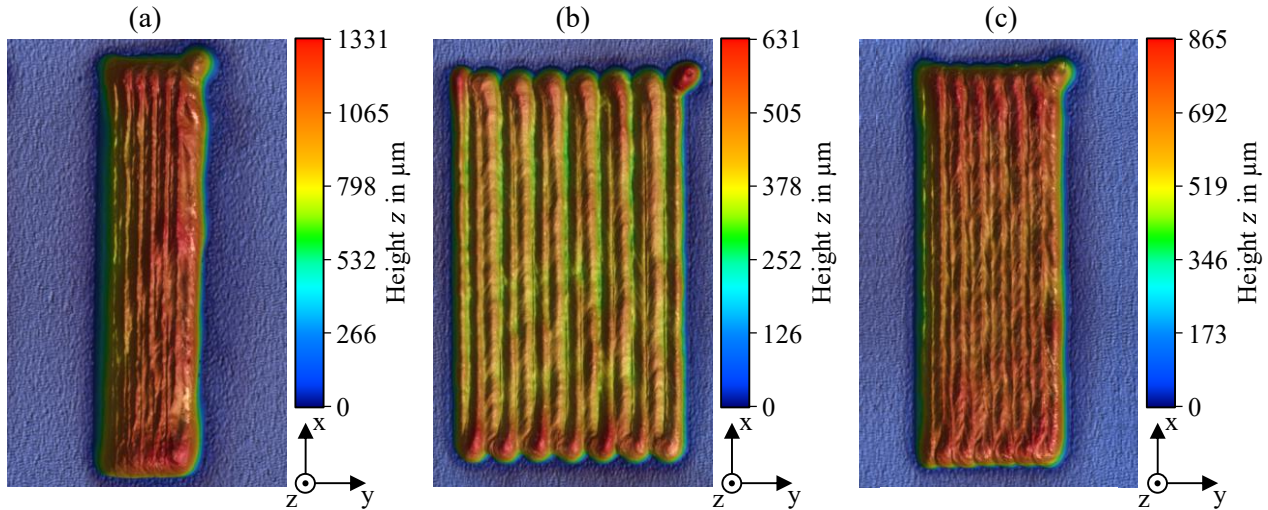 (a)
1331
1065
798
532
266
0
Height z in µm
x
z
y
(b)
631
505
378
252
126
0
Height z in µm
x
z
y
(c)
865
692
519
346
173
0
Height z in µm
x
z
y